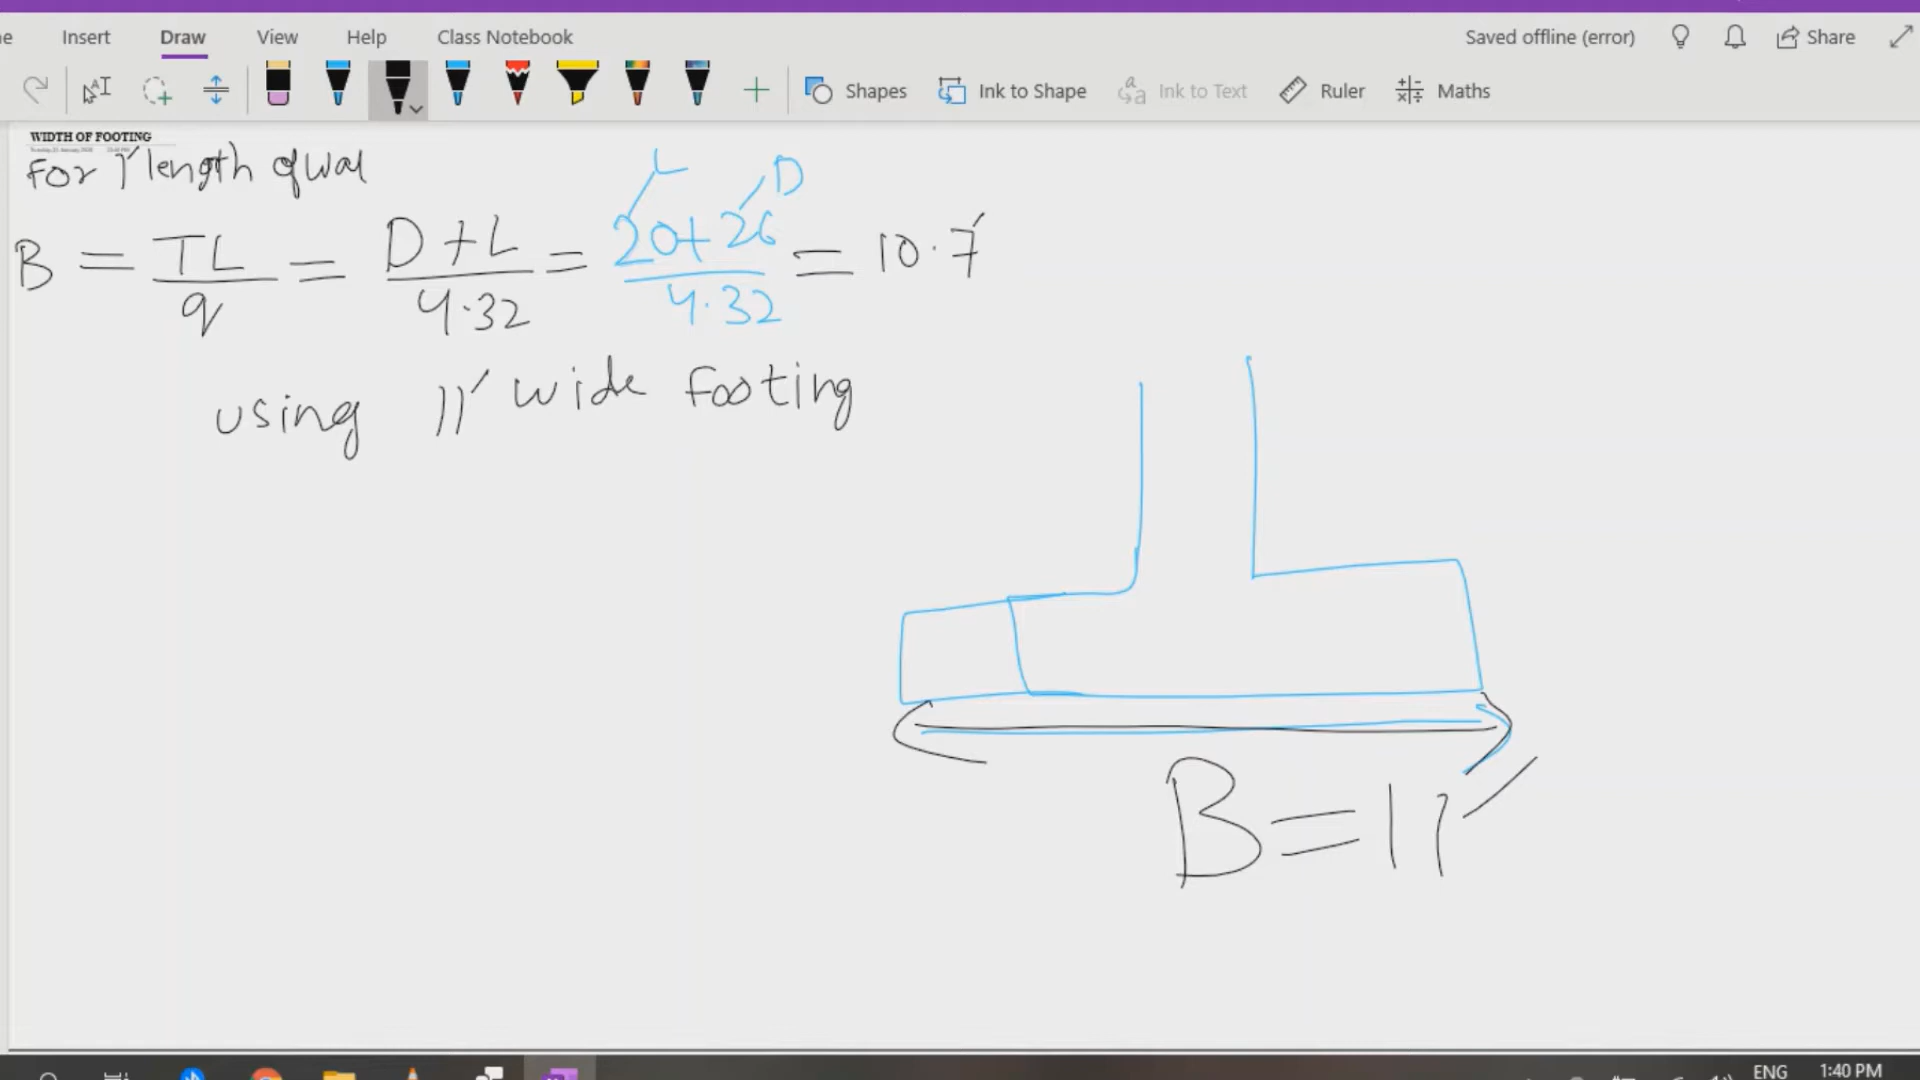 Insert Draw View Help Class Notebook Saved offline (error) Share
Shapes Ink to Shape Ink to Text Ruler Maths
WIDTH OF FOOTING
For 1' length of wal
B = TL/q = D+L/4.32 = 20+26/4.32 = 10.7'
L D
using 11' wide footing
B=11'
ENG 1:40 PM